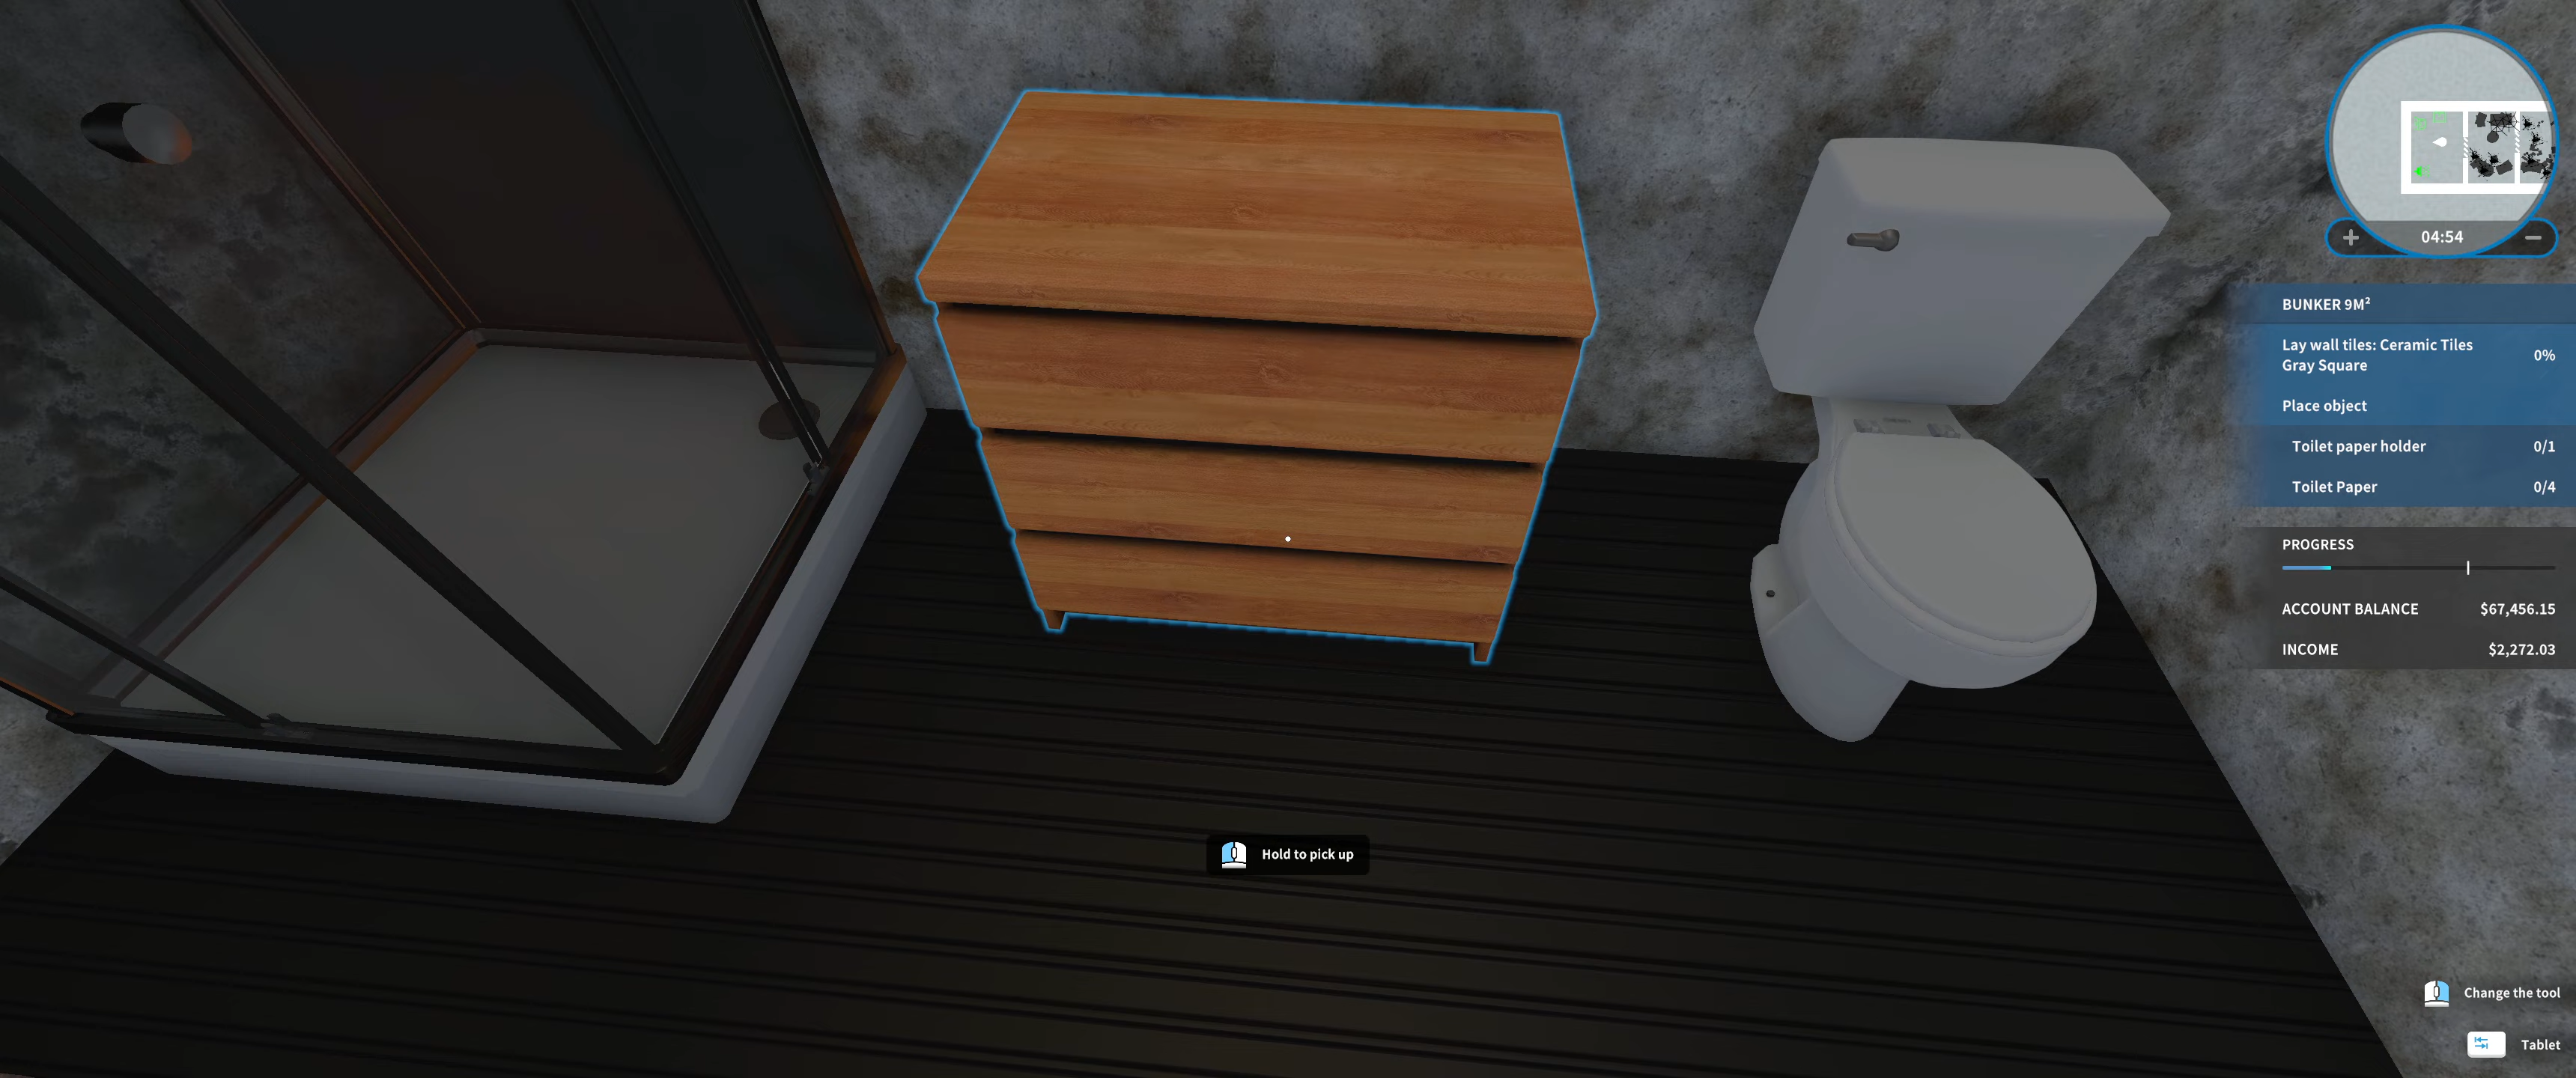 04:54
BUNKER 9M²
Lay wall tiles: Ceramic Tiles
Gray Square
0%
Place object
Toilet paper holder 0/1
Toilet Paper 0/4
PROGRESS
ACCOUNT BALANCE $67,456.15
INCOME $2,272.03
Hold to pick up
Change the tool
Tablet